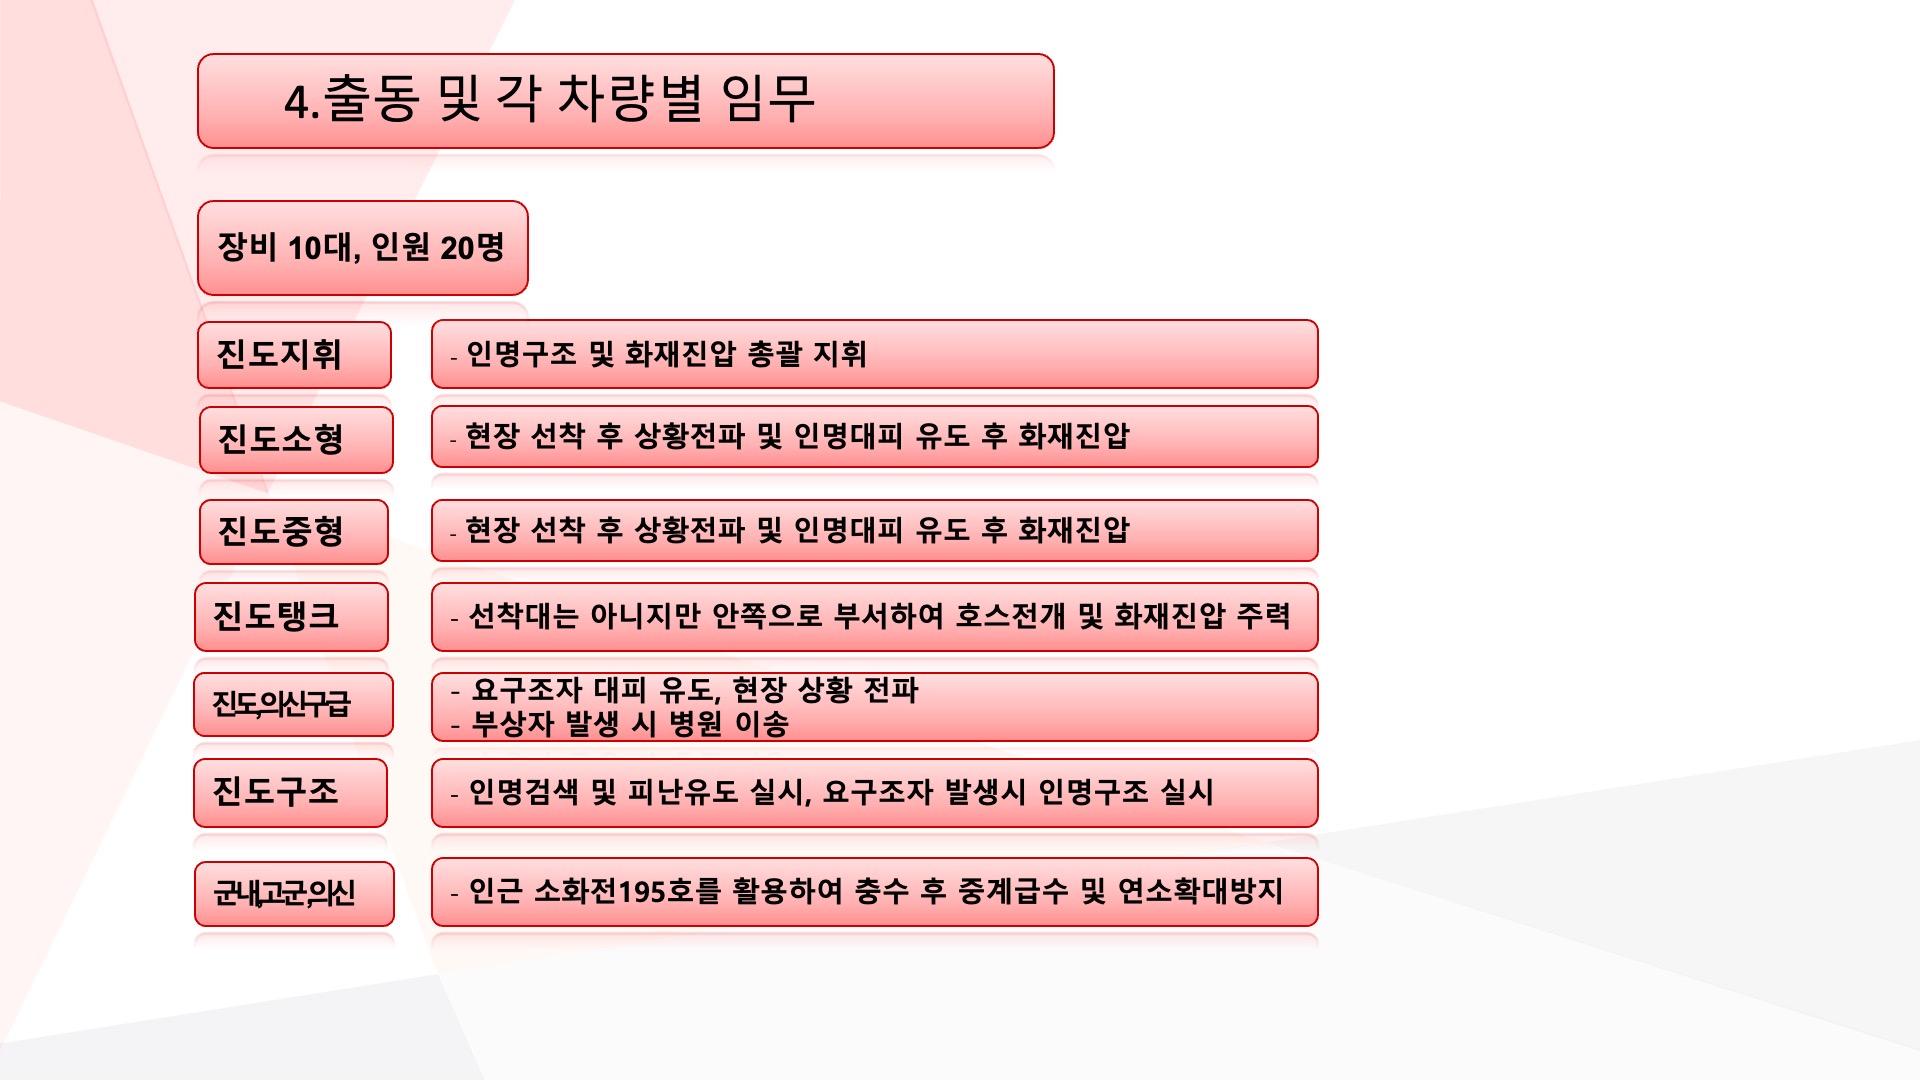 4.출동 및 각 차량별 임무
장비 10대, 인원 20명
진도지휘
- 인명구조 및 화재진압 총괄 지휘
진도소형
- 현장 선착 후 상황전파 및 인명대피 유도 후 화재진압
진도중형
- 현장 선착 후 상황전파 및 인명대피 유도 후 화재진압
진도탱크
- 선착대는 아니지만 안쪽으로 부서하여 호스전개 및 화재진압 주력
진도,의신구급
- 요구조자 대피 유도, 현장 상황 전파
- 부상자 발생 시 병원 이송
진도구조
- 인명검색 및 피난유도 실시, 요구조자 발생시 인명구조 실시
군내,고군,의신
- 인근 소화전195호를 활용하여 충수 후 중계급수 및 연소확대방지